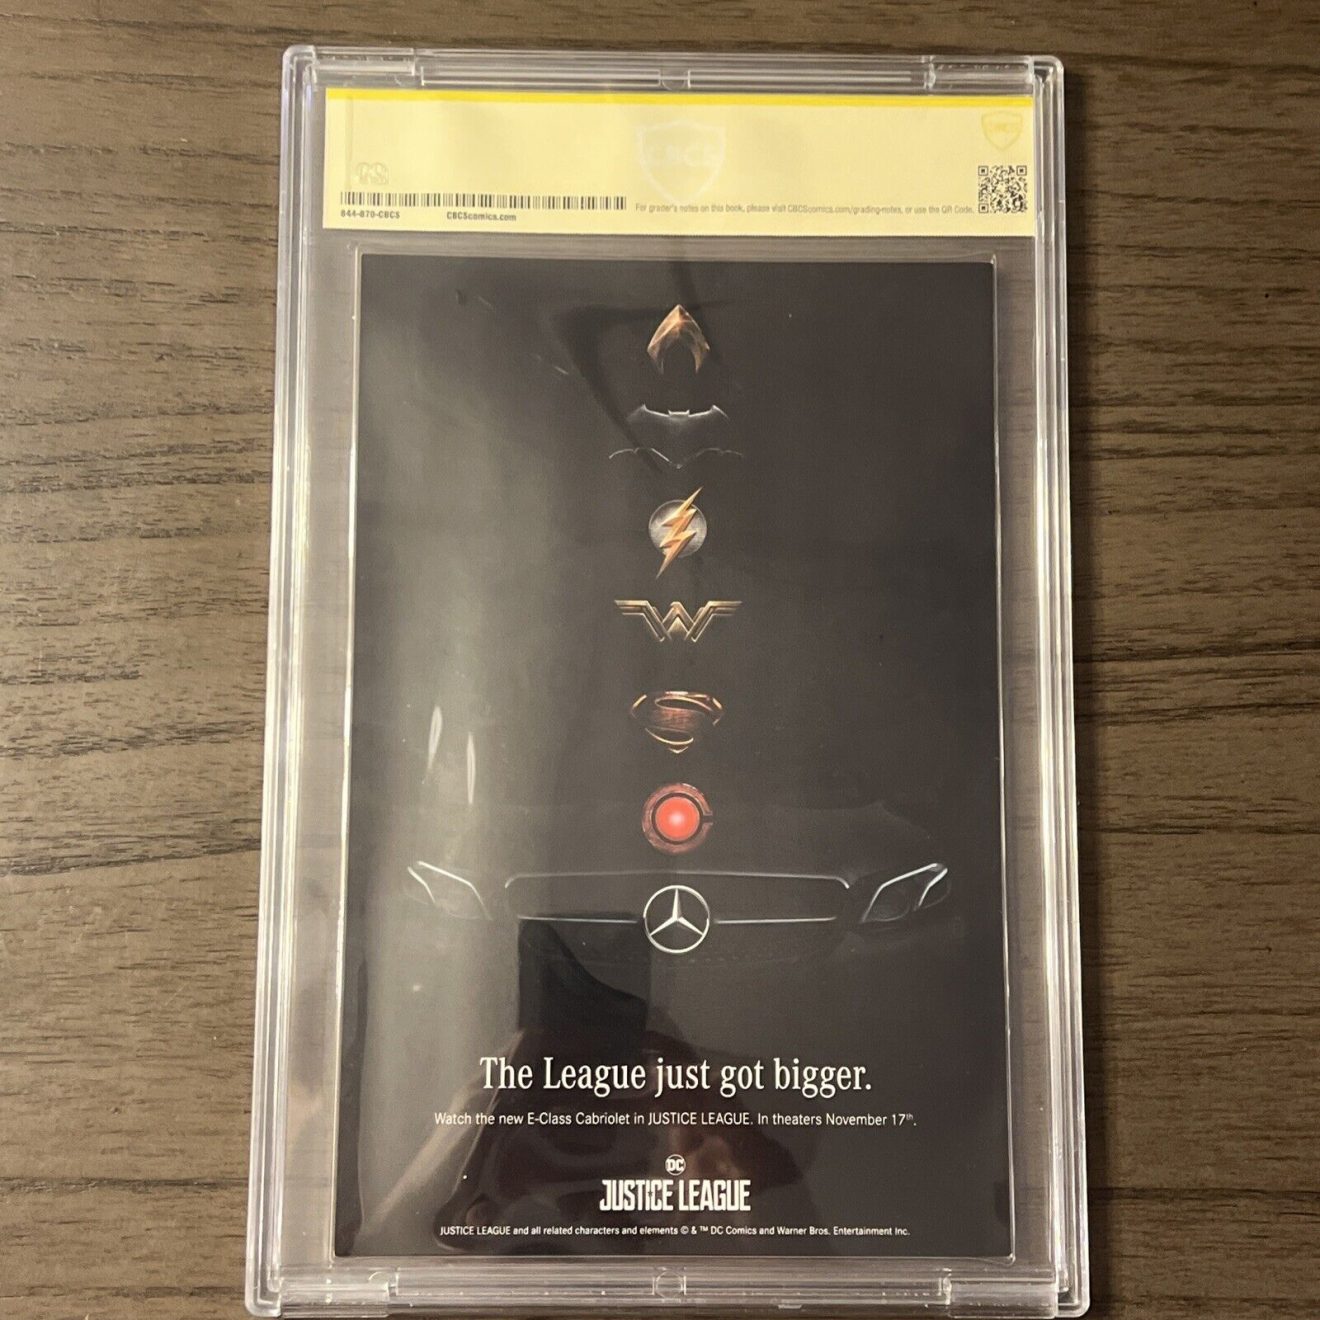 CBCS
CBCS
844-870-CBCS CBCScomics.com
For grader's notes on this book, please visit CBCScomics.com/grading-notes, or use the QR Code.
The League just got bigger.
Watch the new E-Class Cabriolet in JUSTICE LEAGUE. In theaters November 17th.
DC
JUSTICE LEAGUE
JUSTICE LEAGUE and all related characters and elements © & ™ DC Comics and Warner Bros. Entertainment Inc.